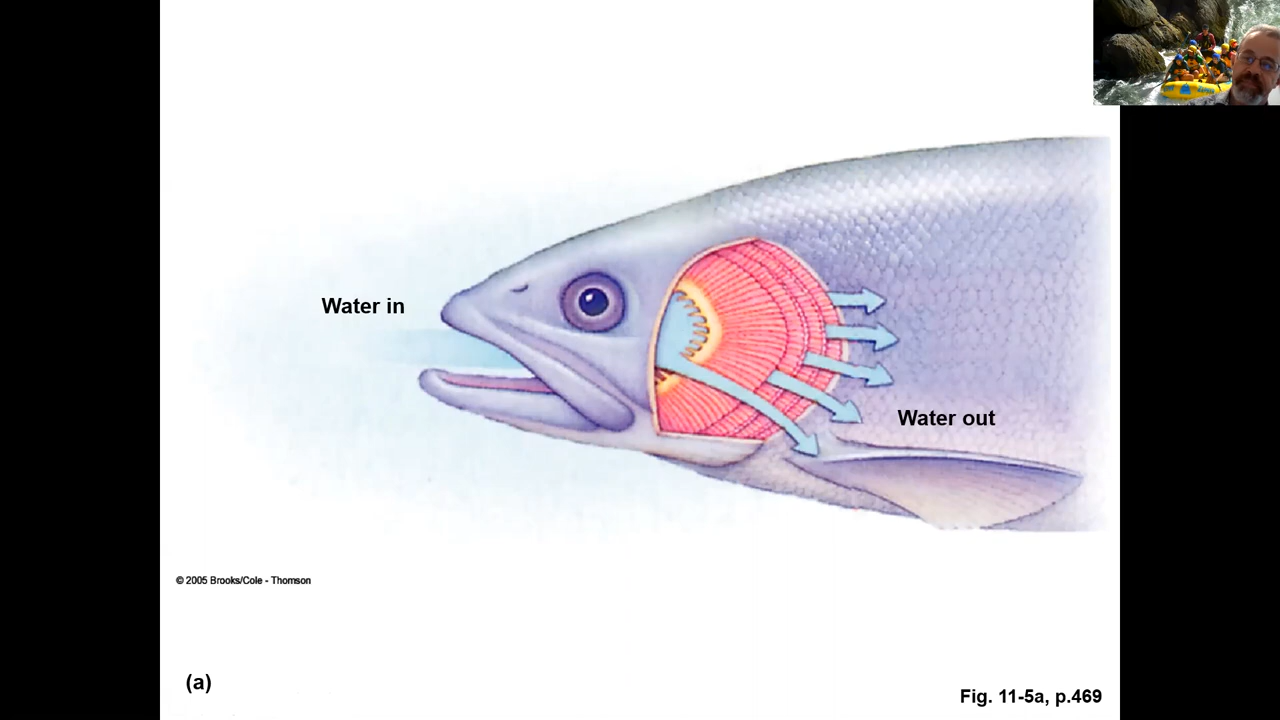 Water in
Water out
© 2005 Brooks/Cole - Thomson
(a)
Fig. 11-5a, p.469